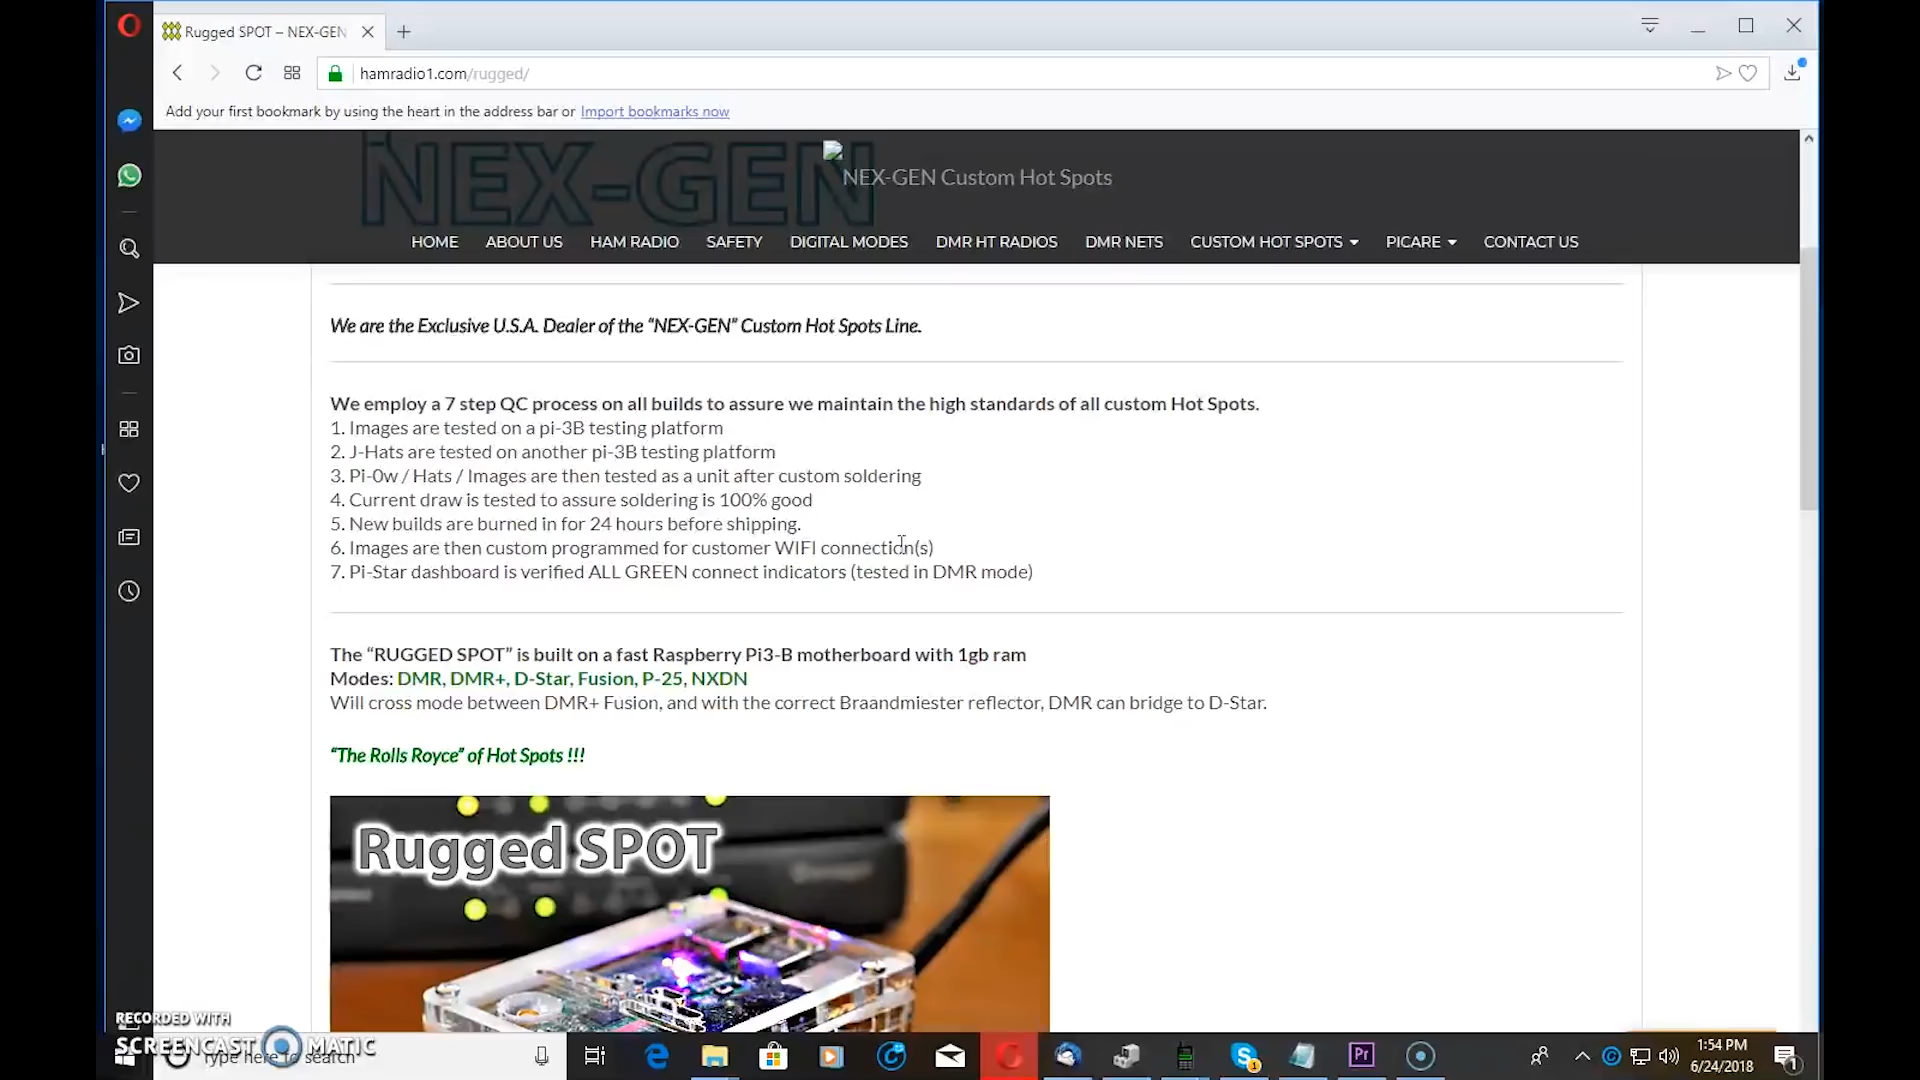 Rugged SPOT – NEX-GEN
hamradio1.com/rugged/
Add your first bookmark by using the heart in the address bar or Import bookmarks now
NEX-GEN
NEX-GEN Custom Hot Spots
HOME ABOUT US HAM RADIO SAFETY DIGITAL MODES DMR HT RADIOS DMR NETS CUSTOM HOT SPOTS PICARE CONTACT US
We are the Exclusive U.S.A. Dealer of the “NEX-GEN” Custom Hot Spots Line.
We employ a 7 step QC process on all builds to assure we maintain the high standards of all custom Hot Spots.
1. Images are tested on a pi-3B testing platform
2. J-Hats are tested on another pi-3B testing platform
3. Pi-0w / Hats / Images are then tested as a unit after custom soldering
4. Current draw is tested to assure soldering is 100% good
5. New builds are burned in for 24 hours before shipping.
6. Images are then custom programmed for customer WIFI connection(s)
7. Pi-Star dashboard is verified ALL GREEN connect indicators (tested in DMR mode)
The “RUGGED SPOT” is built on a fast Raspberry Pi3-B motherboard with 1gb ram
Modes: DMR, DMR+, D-Star, Fusion, P-25, NXDN
Will cross mode between DMR+ Fusion, and with the correct Braandmiester reflector, DMR can bridge to D-Star.
“The Rolls Royce” of Hot Spots !!!
Rugged SPOT
RECORDED WITH
SCREENCAST MATIC
Type here to search
Pr
1
1:54 PM
6/24/2018
1